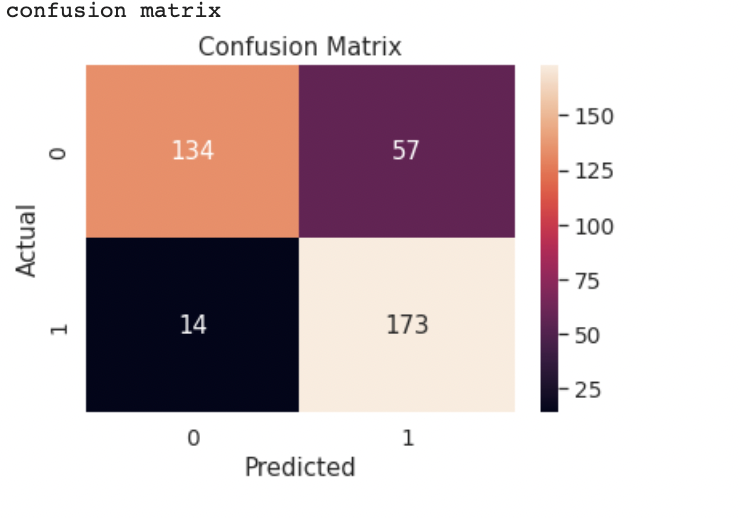 confusion matrix
Confusion Matrix
150
134 57
0
125
100
Actual
75
14 173
1
50
25
0 1
Predicted